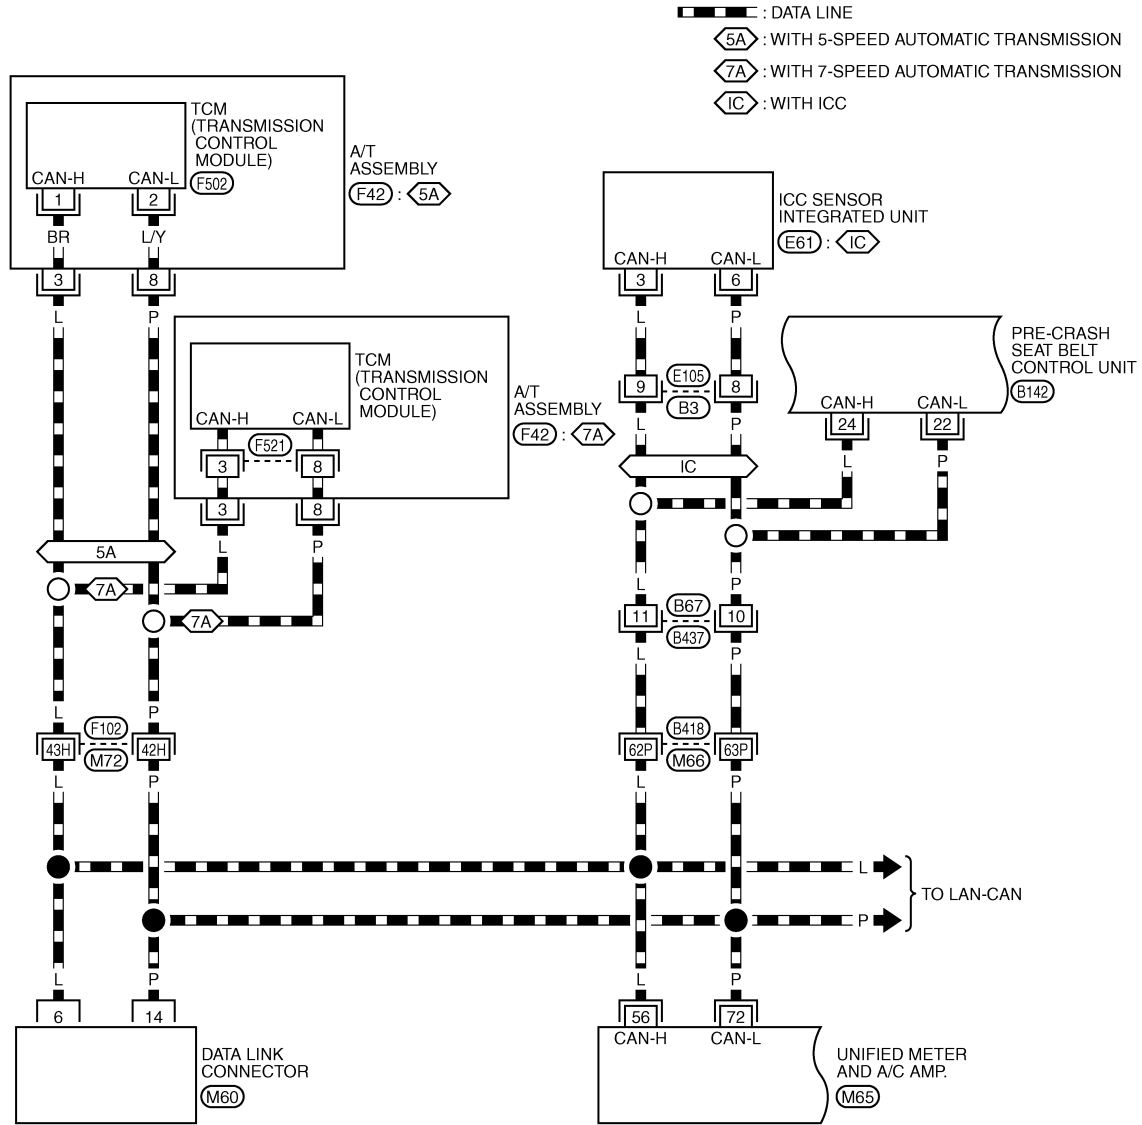 : DATA LINE
5A : WITH 5-SPEED AUTOMATIC TRANSMISSION
7A : WITH 7-SPEED AUTOMATIC TRANSMISSION
IC : WITH ICC
TCM
(TRANSMISSION
CONTROL
MODULE)
F502
CAN-H CAN-L
1 2
BR L/Y
A/T
ASSEMBLY
F42 : 5A
3 8
L P
TCM
(TRANSMISSION
CONTROL
MODULE)
CAN-H CAN-L
F521
3 8
A/T
ASSEMBLY
F42 : 7A
3 8
L P
5A
7A
7A
L P
F102
43H 42H
M72
L P
ICC SENSOR
INTEGRATED UNIT
E61 : IC
CAN-H CAN-L
3 6
L P
E105
9 8
B3
L P
IC
PRE-CRASH
SEAT BELT
CONTROL UNIT
B142
CAN-H CAN-L
24 22
L P
L P
B67
11 10
B437
L P
B418
62P 63P
M66
L P
L
P
TO LAN-CAN
L P
6 14
DATA LINK
CONNECTOR
M60
L P
56 72
CAN-H CAN-L
UNIFIED METER
AND A/C AMP.
M65